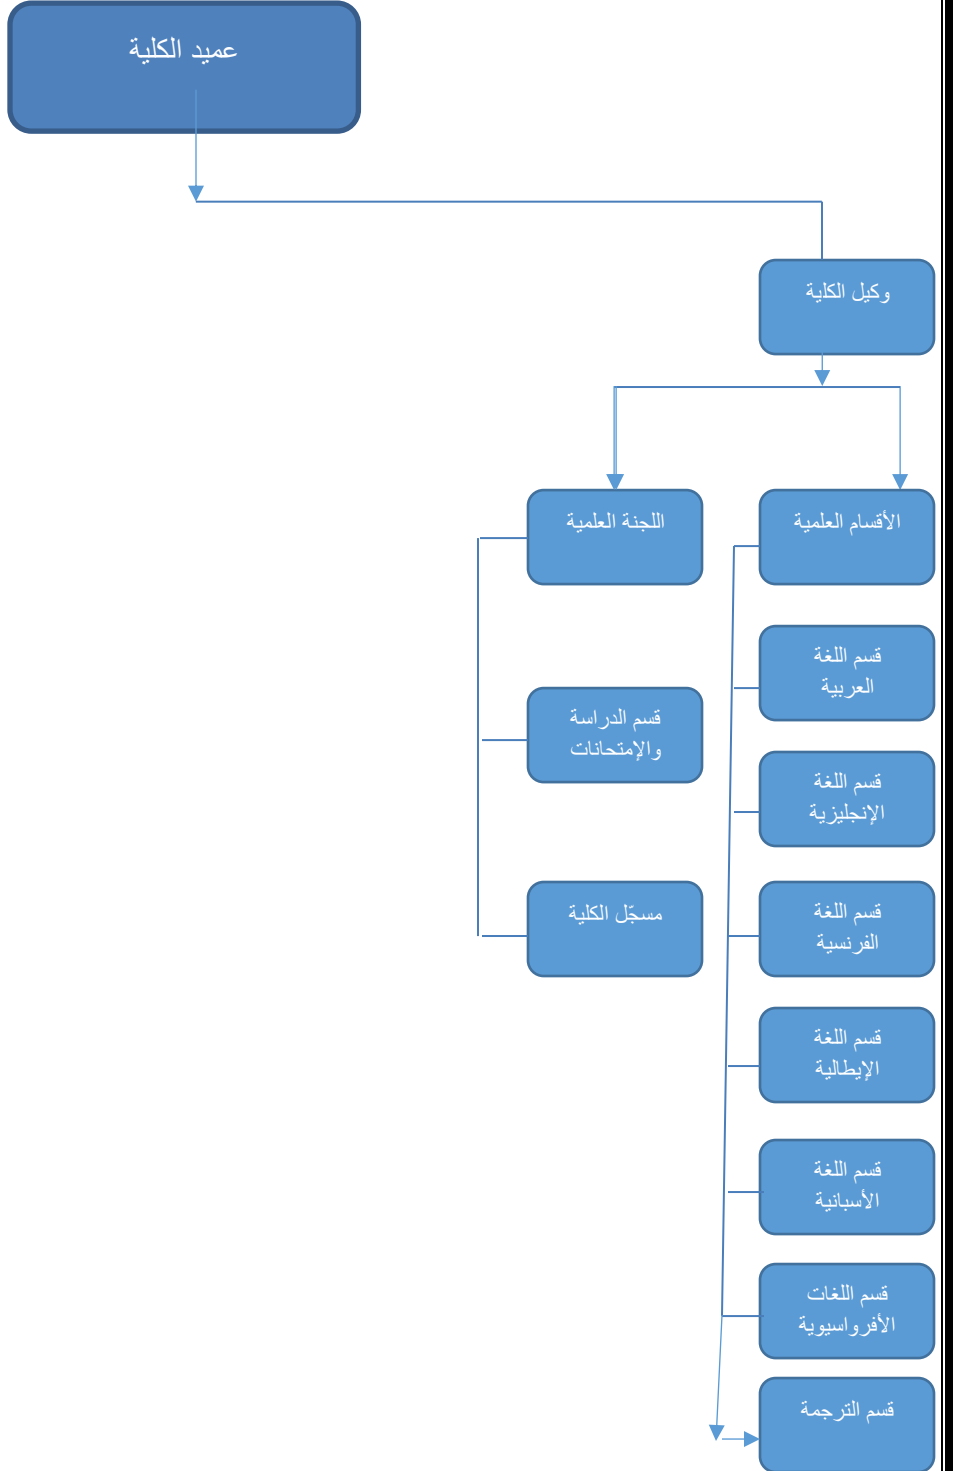 عميد الكلية
وكيل الكلية
الأقسام العلمية
اللجنة العلمية
قسم اللغة
العربية
قسم الدراسة
والإمتحانات
قسم اللغة
الإنجليزية
مسجّل الكلية
قسم اللغة
الفرنسية
قسم اللغة
الإيطالية
قسم اللغة
الأسبانية
قسم اللغات
الأفرواسيوية
قسم الترجمة